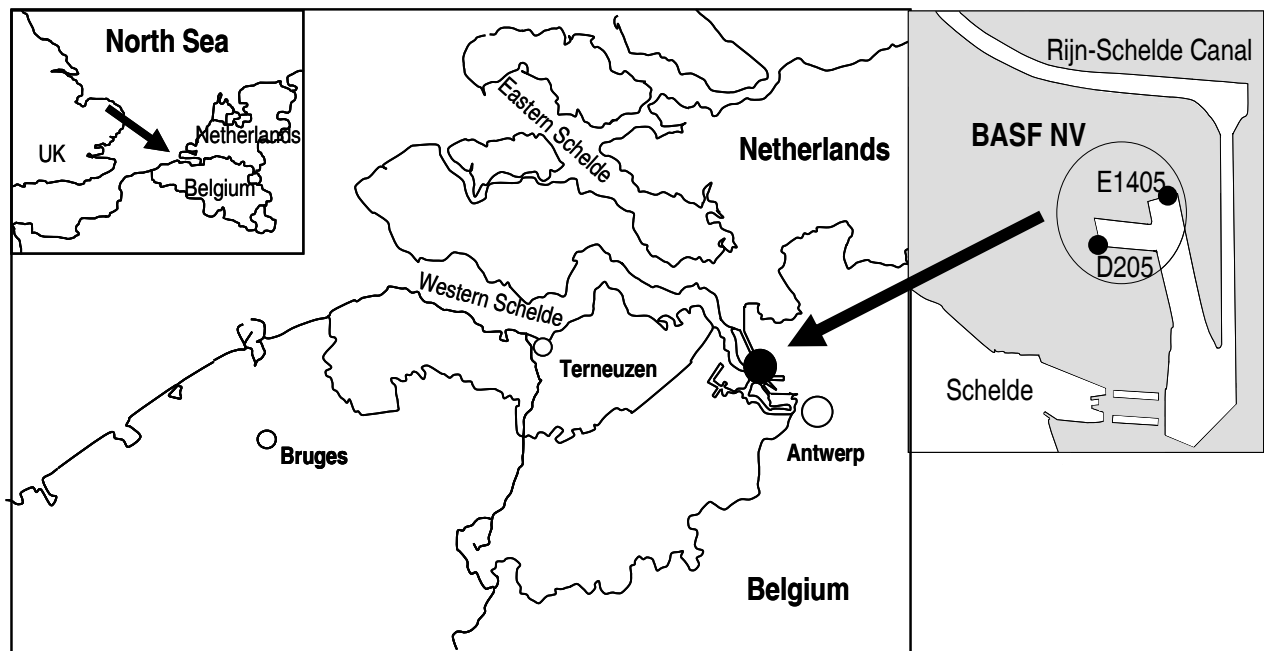 North Sea
UK
Netherlands
Belgium
Eastern Schelde
Netherlands
Western Schelde
Terneuzen
Bruges
Antwerp
Belgium
Rijn-Schelde Canal
BASF NV
E1405
D205
Schelde